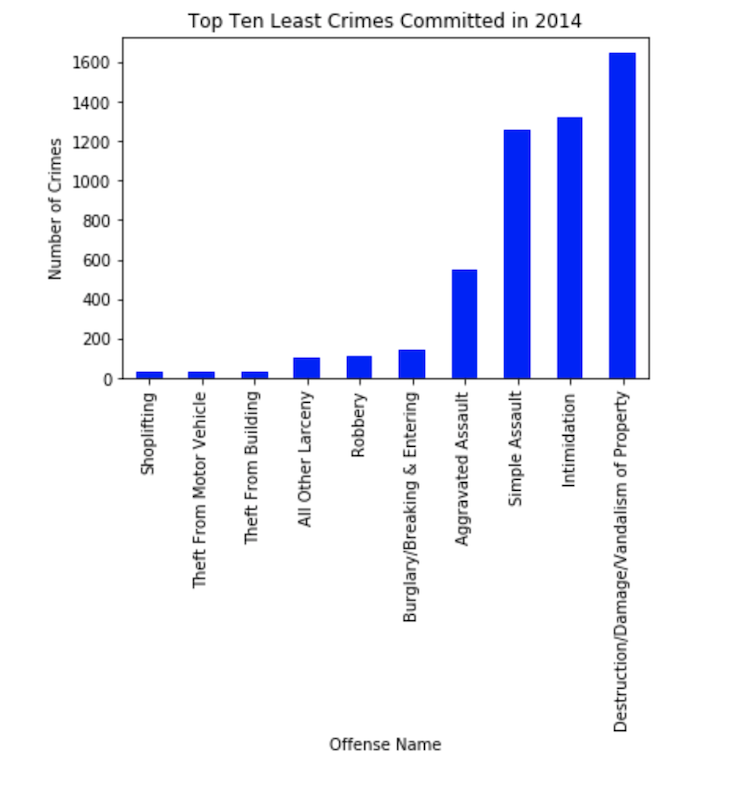 Top Ten Least Crimes Committed in 2014
Number of Crimes
1600
1400
1200
1000
800
600
400
200
0
Shoplifting
Theft From Motor Vehicle
Theft From Building
All Other Larceny
Robbery
Burglary/Breaking & Entering
Aggravated Assault
Simple Assault
Intimidation
Destruction/Damage/Vandalism of Property
Offense Name